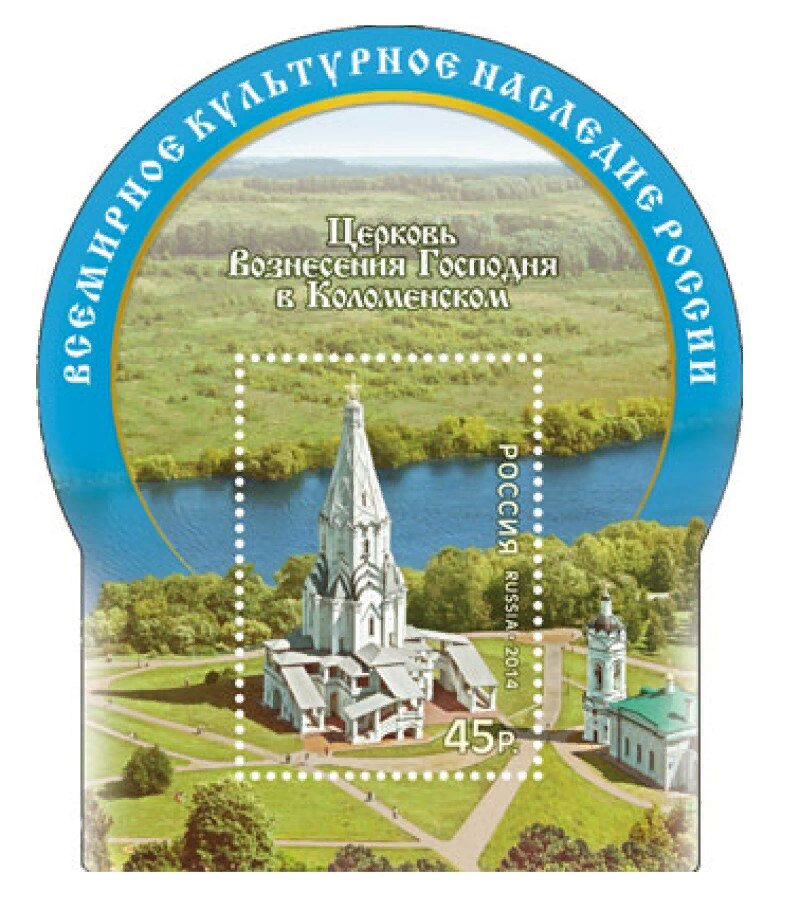 ВСЕМИРНОЕ КУЛЬТУРНОЕ НАСЛЕДИЕ РОССИИ
Церковь
Вознесения Господня
в Коломенском
РОССИЯ RUSSIA • 2014
45Р.